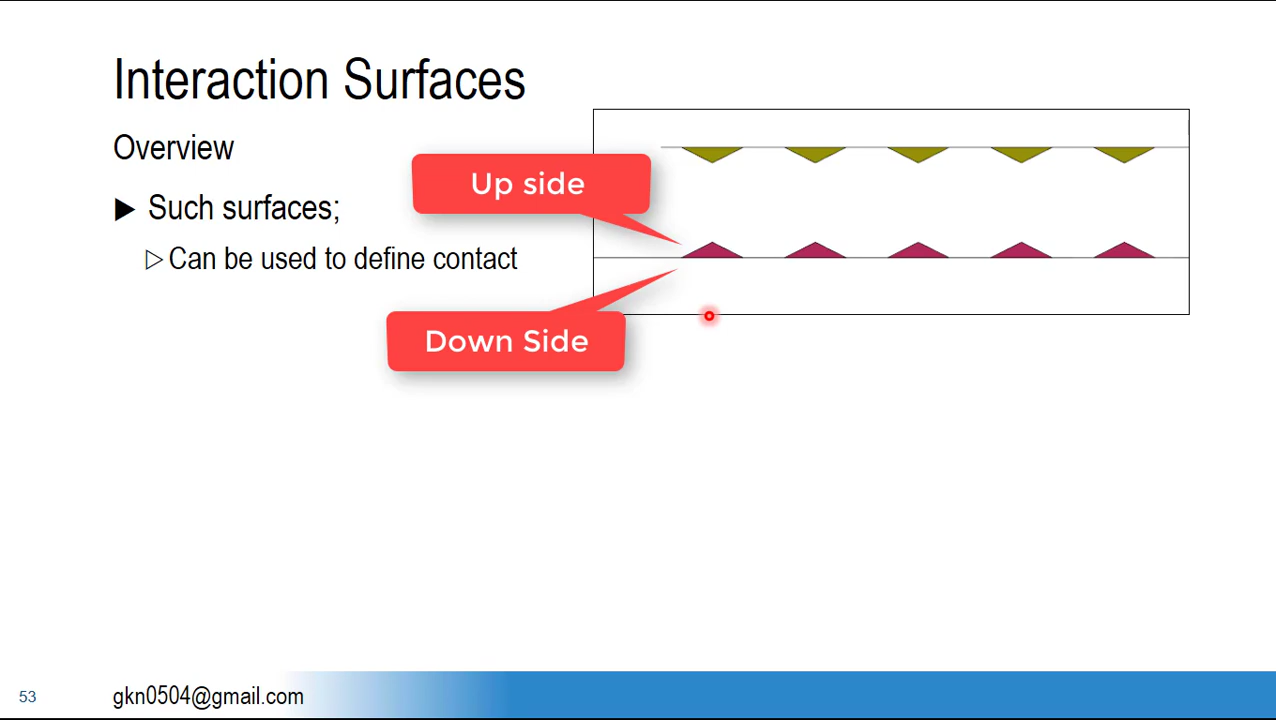 Interaction Surfaces
Overview
Up side
▶ Such surfaces;
▷ Can be used to define contact
Down Side
53
gkn0504@gmail.com